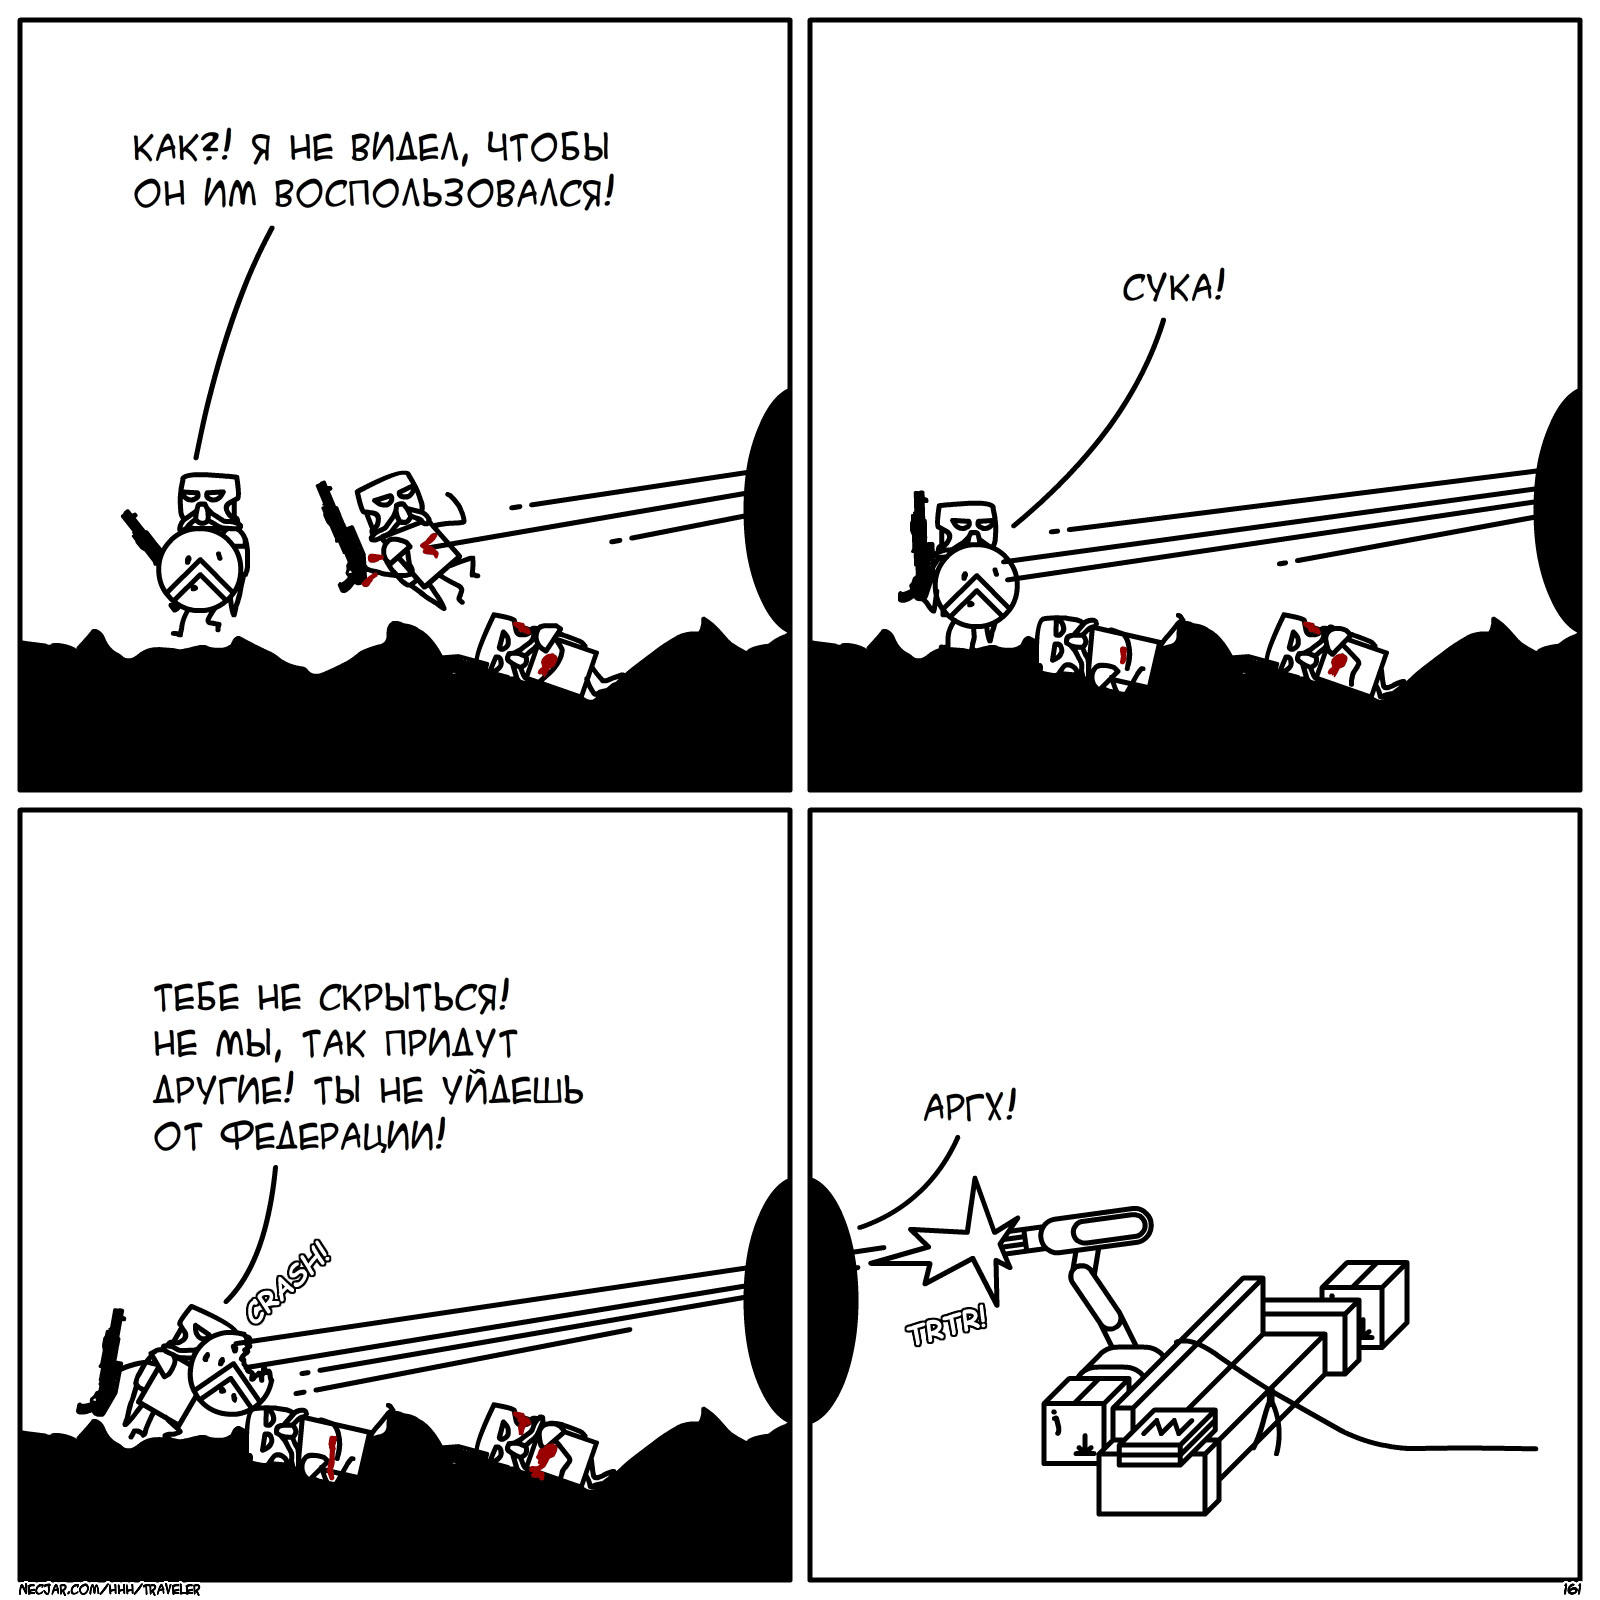 КАК?! Я НЕ ВИДЕЛ, ЧТОБЫ
ОН ИМ ВОСПОЛЬЗОВАЛСЯ!
СУКА!
ТЕБЕ НЕ СКРЫТЬСЯ!
НЕ МЫ, ТАК ПРИДУТ
ДРУГИЕ! ТЫ НЕ УЙДЕШЬ
ОТ ФЕДЕРАЦИИ!
CRASH!
АРГХ!
TRTR!
NECJAR.COM/HHH/TRAVELER
161